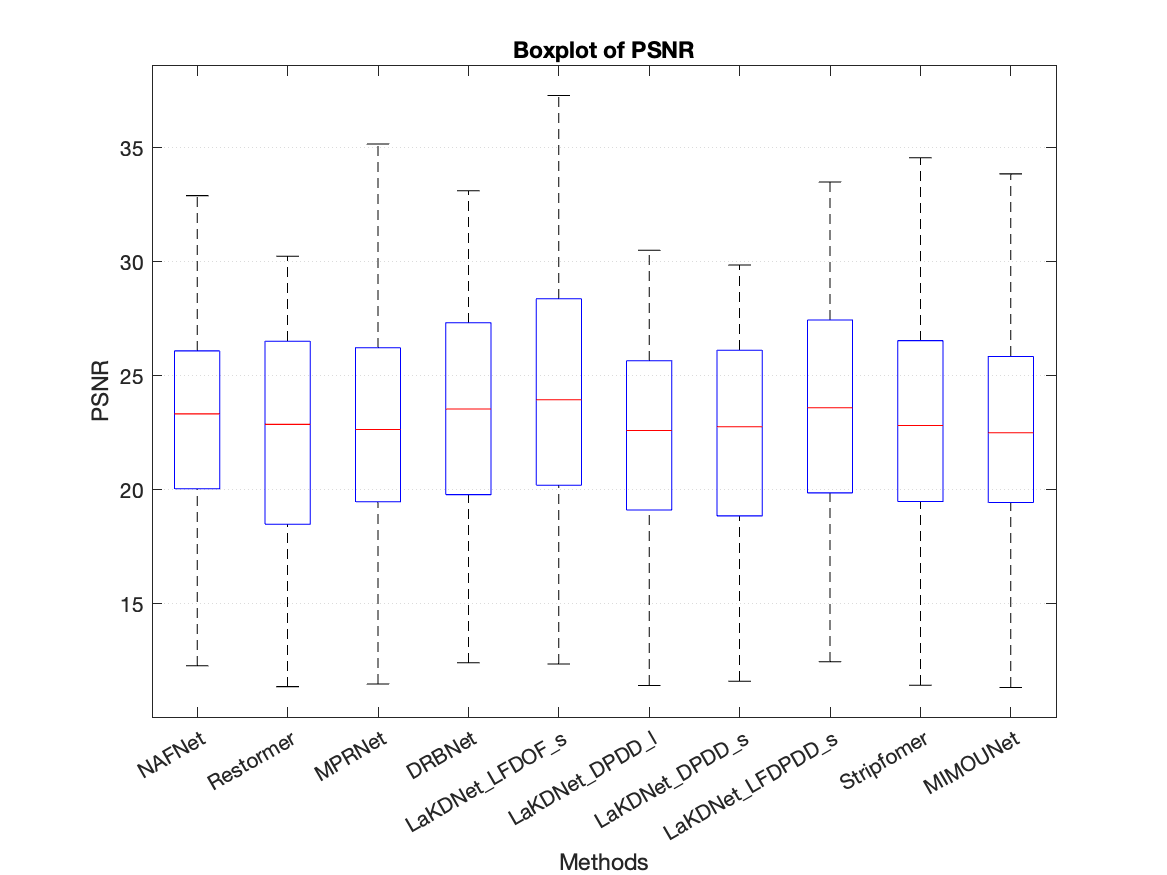 Boxplot of PSNR
PSNR
35
30
25
20
15
NAFNet
Restormer
MPRNet
DRBNet
LaKDNet_LFDOF_s
LaKDNet_DPDD_l
LaKDNet_DPDD_s
LaKDNet_LFDPDD_s
Stripfomer
MIMOUNet
Methods